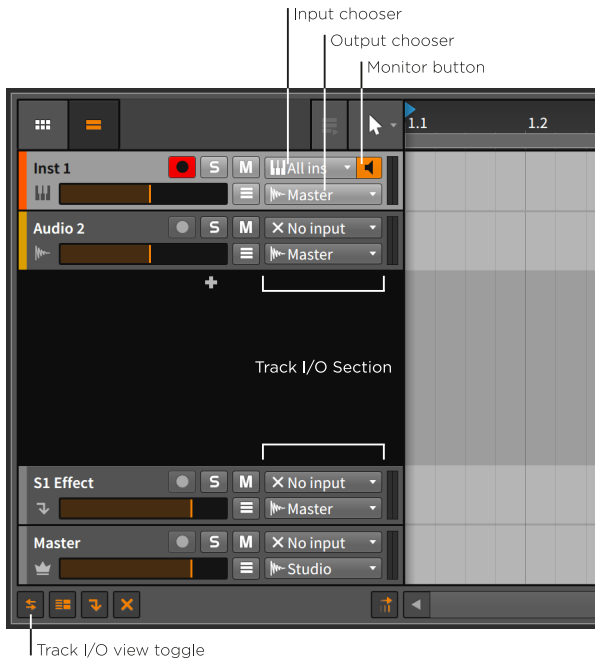 Input chooser
Output chooser
Monitor button
1.1 1.2
Inst 1 S M All ins
Master
Audio 2 S M No input
Master
Track I/O Section
S1 Effect S M No input
Master
Master S M No input
Studio
Track I/O view toggle